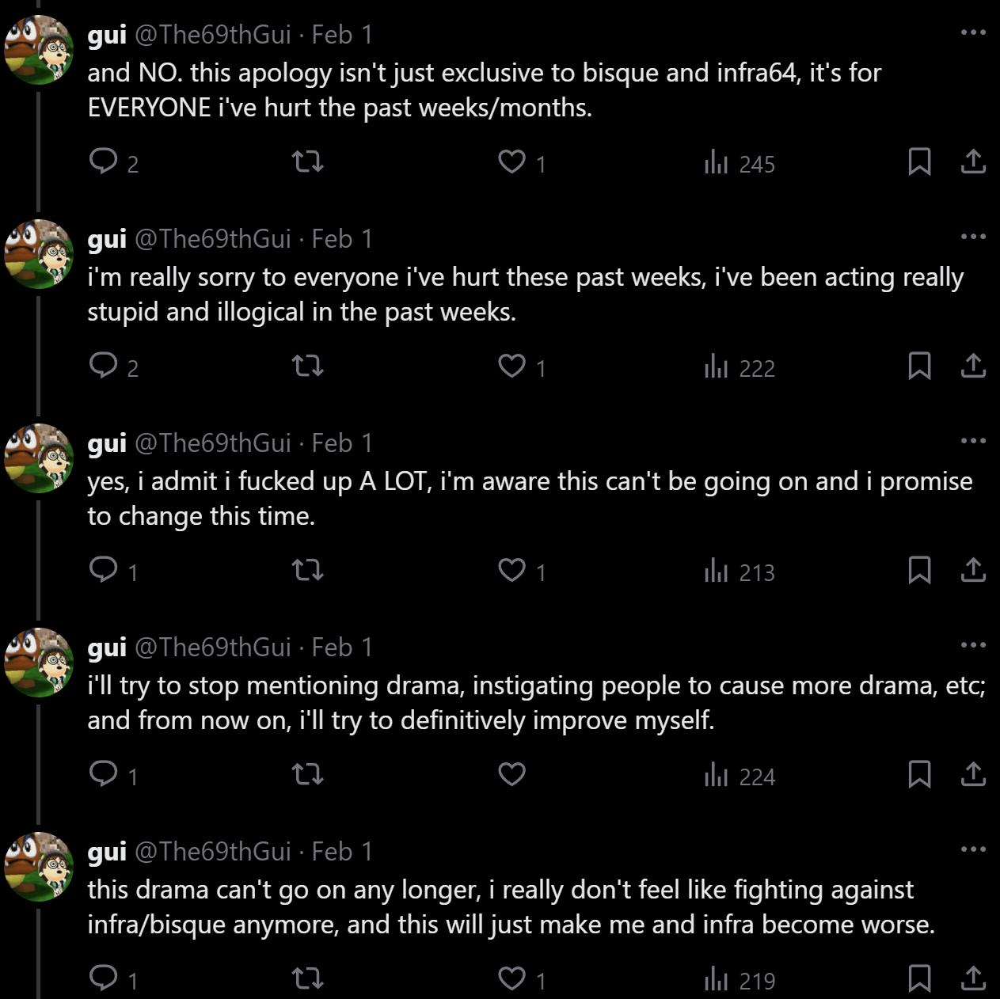 gui @The69thGui · Feb 1
and NO. this apology isn't just exclusive to bisque and infra64, it's for
EVERYONE i've hurt the past weeks/months.
2 1 245
gui @The69thGui · Feb 1
i'm really sorry to everyone i've hurt these past weeks, i've been acting really
stupid and illogical in the past weeks.
2 1 222
gui @The69thGui · Feb 1
yes, i admit i fucked up A LOT, i'm aware this can't be going on and i promise
to change this time.
1 1 213
gui @The69thGui · Feb 1
i'll try to stop mentioning drama, instigating people to cause more drama, etc;
and from now on, i'll try to definitively improve myself.
1 224
gui @The69thGui · Feb 1
this drama can't go on any longer, i really don't feel like fighting against
infra/bisque anymore, and this will just make me and infra become worse.
1 1 219